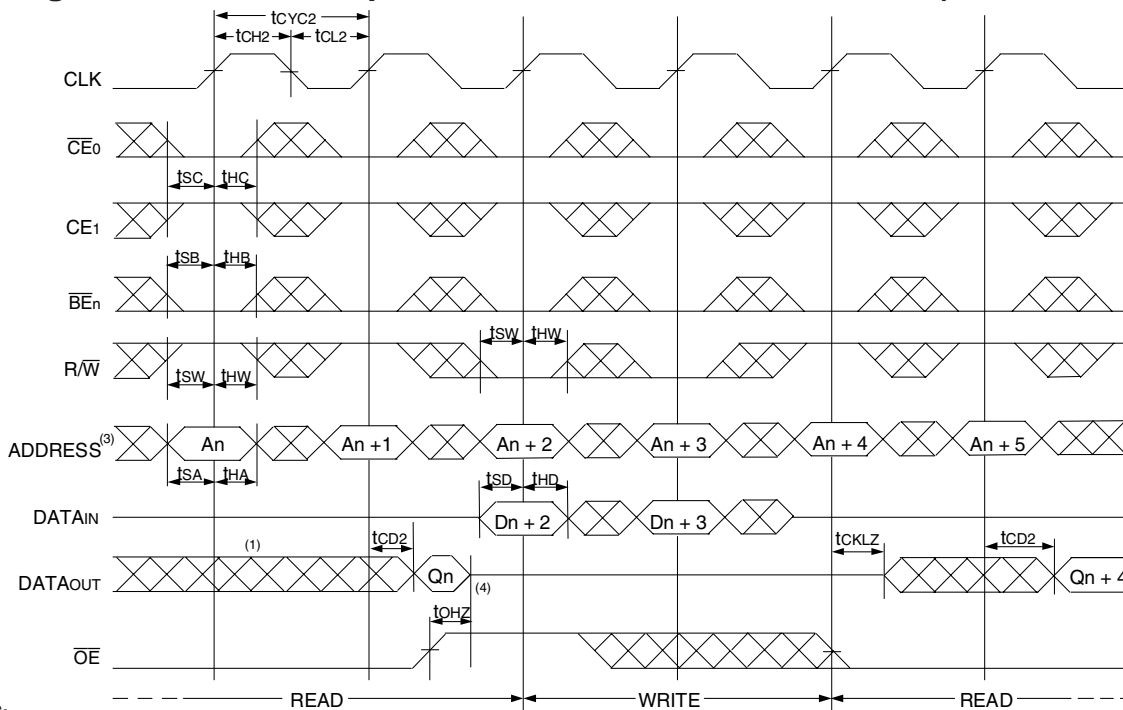 tCYC2
tCH2 tCL2
CLK
CE0
tSC tHC
CE1
tSB tHB
BEn
tSW tHW
R/W
tSW tHW
ADDRESS(3) An An + 1 An + 2 An + 3 An + 4 An + 5
tSA tHA tSD tHD
DATAIN Dn + 2 Dn + 3
tCD2 tCKLZ tCD2
(1)
DATAOUT Qn Qn + 4
(4)
tOHZ
OE
READ WRITE READ